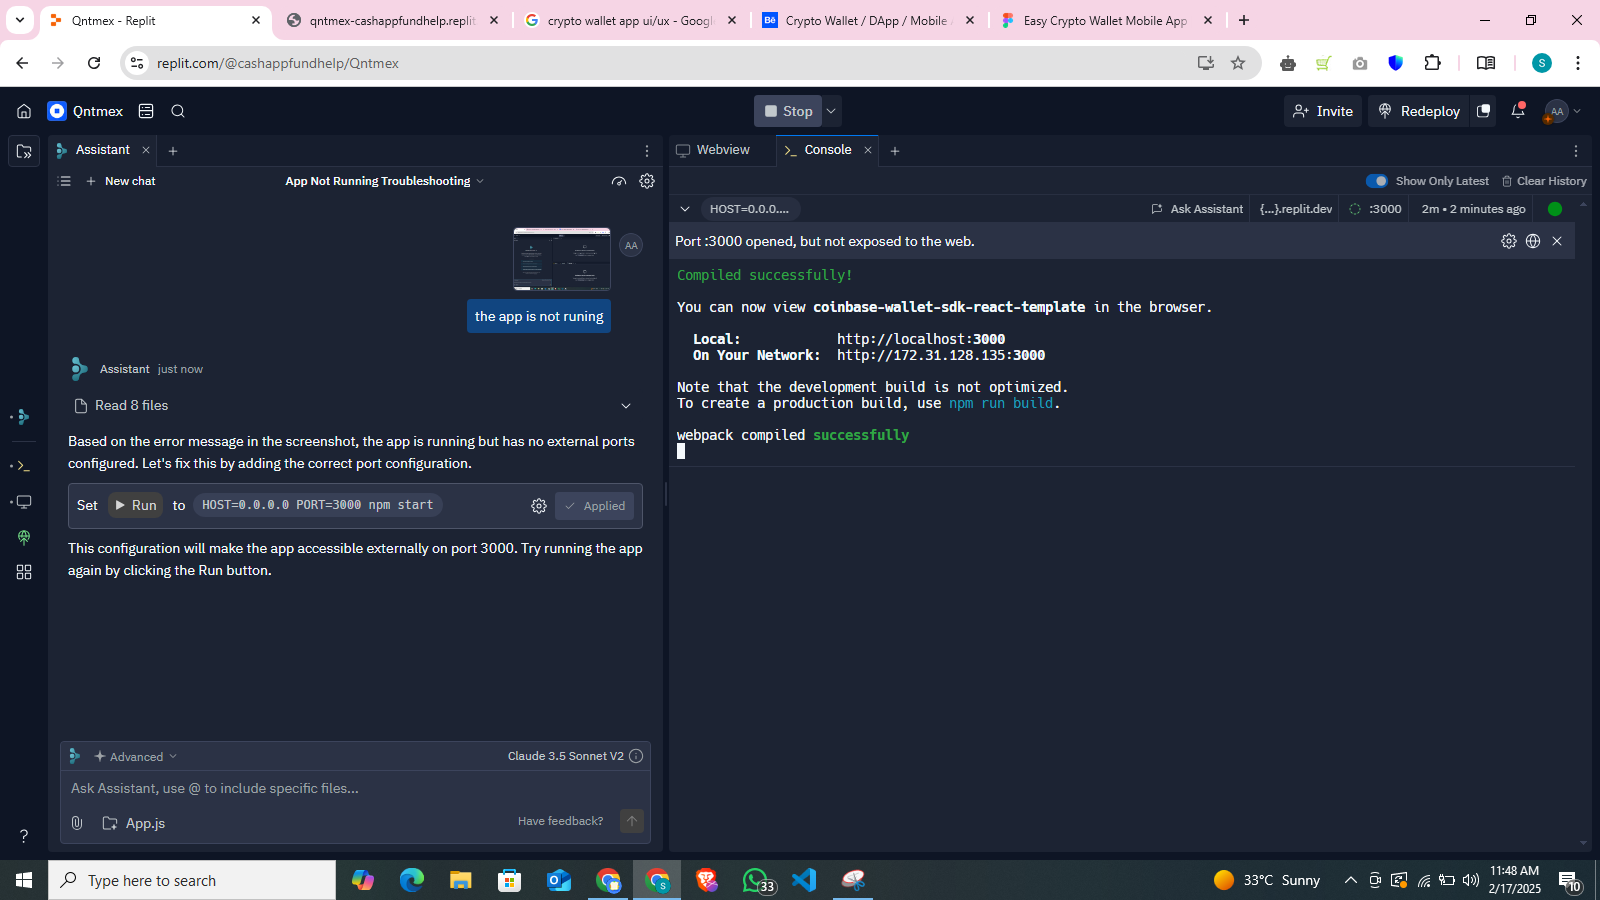 Qntmex - Replit
qntmex-cashappfundhelp.replit
crypto wallet app ui/ux - Google
Crypto Wallet / DApp / Mobile
Easy Crypto Wallet Mobile App
replit.com/@cashappfundhelp/Qntmex
S
Qntmex
Stop
Invite
Redeploy
AA
Assistant
Webview
Console
New chat
App Not Running Troubleshooting
Show Only Latest
Clear History
HOST=0.0.0....
Ask Assistant
{...}.replit.dev
:3000
2m • 2 minutes ago
Port :3000 opened, but not exposed to the web.
AA
the app is not runing
Assistant just now
Read 8 files
Based on the error message in the screenshot, the app is running but has no external ports
configured. Let's fix this by adding the correct port configuration.
Set Run to HOST=0.0.0.0 PORT=3000 npm start
Applied
This configuration will make the app accessible externally on port 3000. Try running the app
again by clicking the Run button.
Compiled successfully!
You can now view coinbase-wallet-sdk-react-template in the browser.
Local: http://localhost:3000
On Your Network: http://172.31.128.135:3000
Note that the development build is not optimized.
To create a production build, use npm run build.
webpack compiled successfully
Advanced
Claude 3.5 Sonnet V2
Ask Assistant, use @ to include specific files...
App.js
Have feedback?
Type here to search
S
33
33°C Sunny
11:48 AM
2/17/2025
10